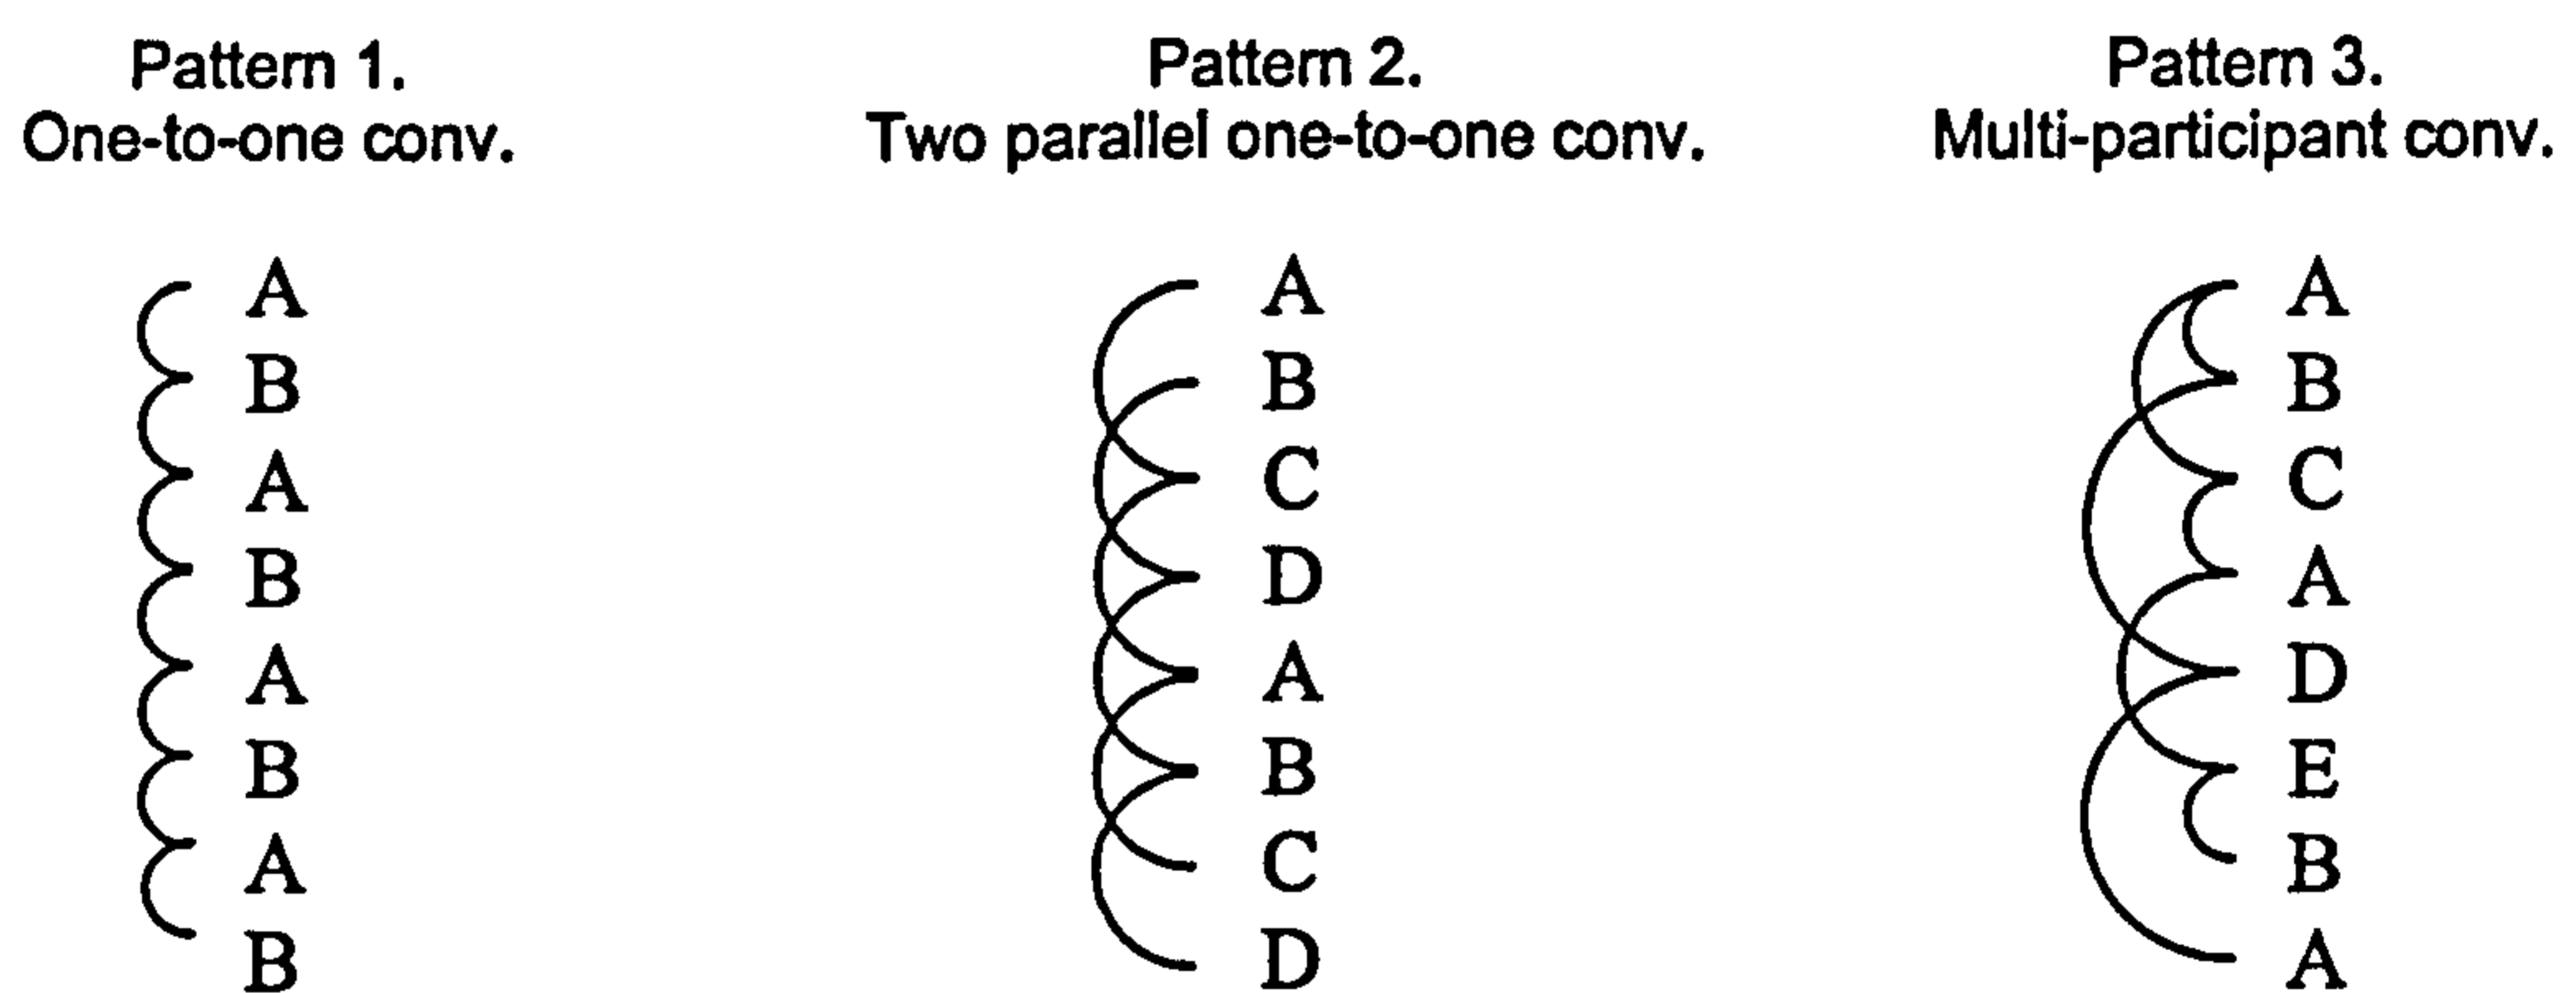 Pattern 1.
One-to-one conv.
A
B
A
B
A
B
A
B
Pattern 2.
Two parallel one-to-one conv.
A
B
C
D
A
B
C
D
Pattern 3.
Multi-participant conv.
A
B
C
A
D
E
B
A